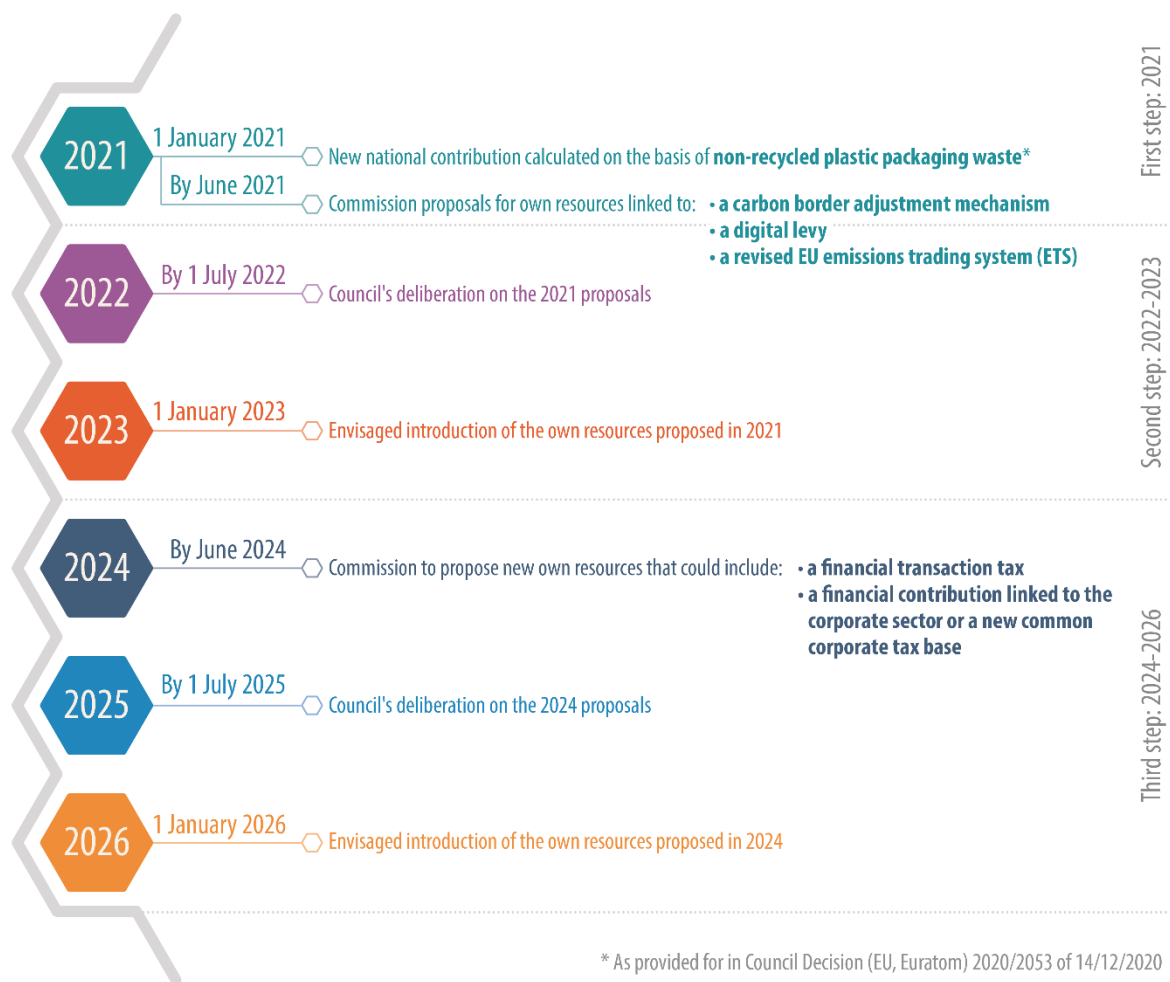 First step: 2021
2021
1 January 2021
New national contribution calculated on the basis of non-recycled plastic packaging waste*
By June 2021
Commission proposals for own resources linked to:
• a carbon border adjustment mechanism
• a digital levy
• a revised EU emissions trading system (ETS)
Second step: 2022-2023
2022
By 1 July 2022
Council's deliberation on the 2021 proposals
2023
1 January 2023
Envisaged introduction of the own resources proposed in 2021
Third step: 2024-2026
2024
By June 2024
Commission to propose new own resources that could include:
• a financial transaction tax
• a financial contribution linked to the
corporate sector or a new common
corporate tax base
2025
By 1 July 2025
Council's deliberation on the 2024 proposals
2026
1 January 2026
Envisaged introduction of the own resources proposed in 2024
* As provided for in Council Decision (EU, Euratom) 2020/2053 of 14/12/2020